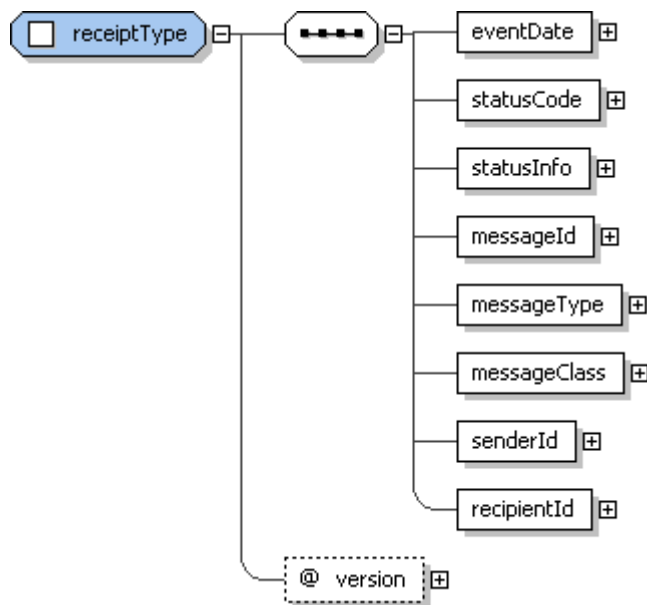 receiptType
eventDate
statusCode
statusInfo
messageId
messageType
messageClass
senderId
recipientId
@ version